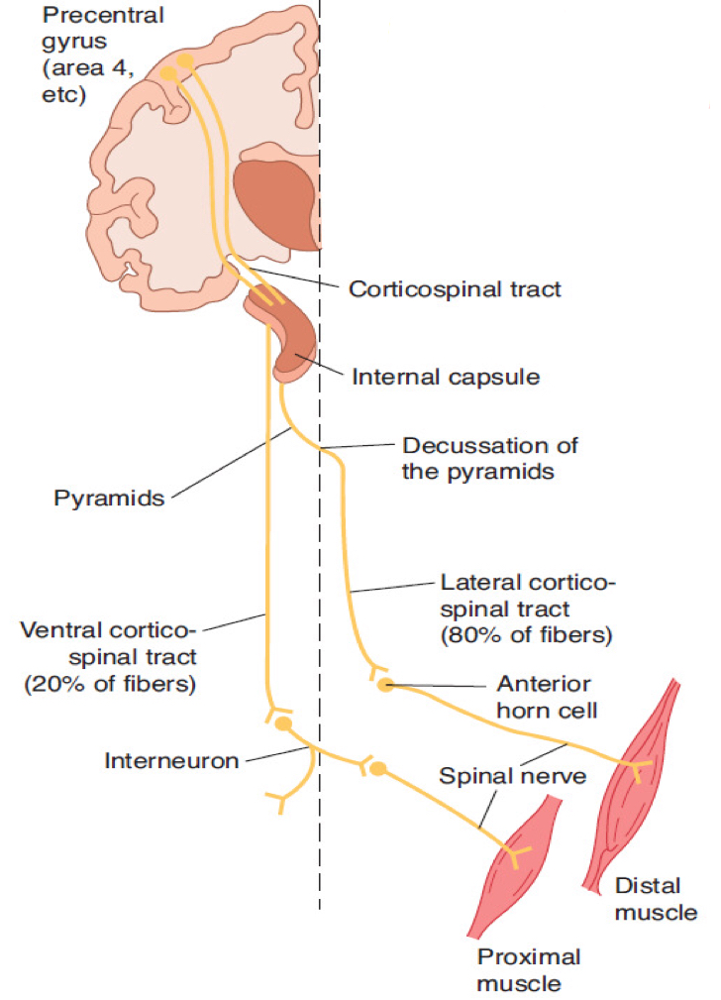 Precentral
gyrus
(area 4,
etc)
Corticospinal tract
Internal capsule
Decussation of
the pyramids
Pyramids
Lateral cortico-
spinal tract
(80% of fibers)
Ventral cortico-
spinal tract
(20% of fibers)
Anterior
horn cell
Interneuron
Spinal nerve
Distal
muscle
Proximal
muscle